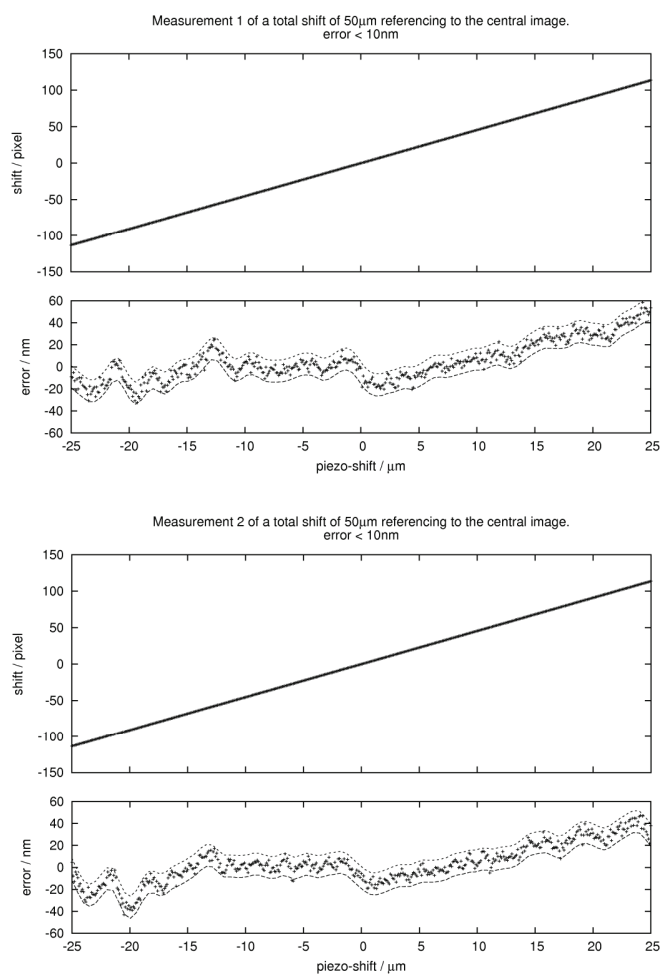 Measurement 1 of a total shift of 50μm referencing to the central image.
error < 10nm
150
100
50
0
-50
-100
-150
shift / pixel
60
40
20
0
-20
-40
-60
error / nm
-25 -20 -15 -10 -5 0 5 10 15 20 25
piezo-shift / μm
Measurement 2 of a total shift of 50μm referencing to the central image.
error < 10nm
150
100
50
0
-50
-100
-150
shift / pixel
60
40
20
0
-20
-40
-60
error / nm
-25 -20 -15 -10 -5 0 5 10 15 20 25
piezo-shift / μm